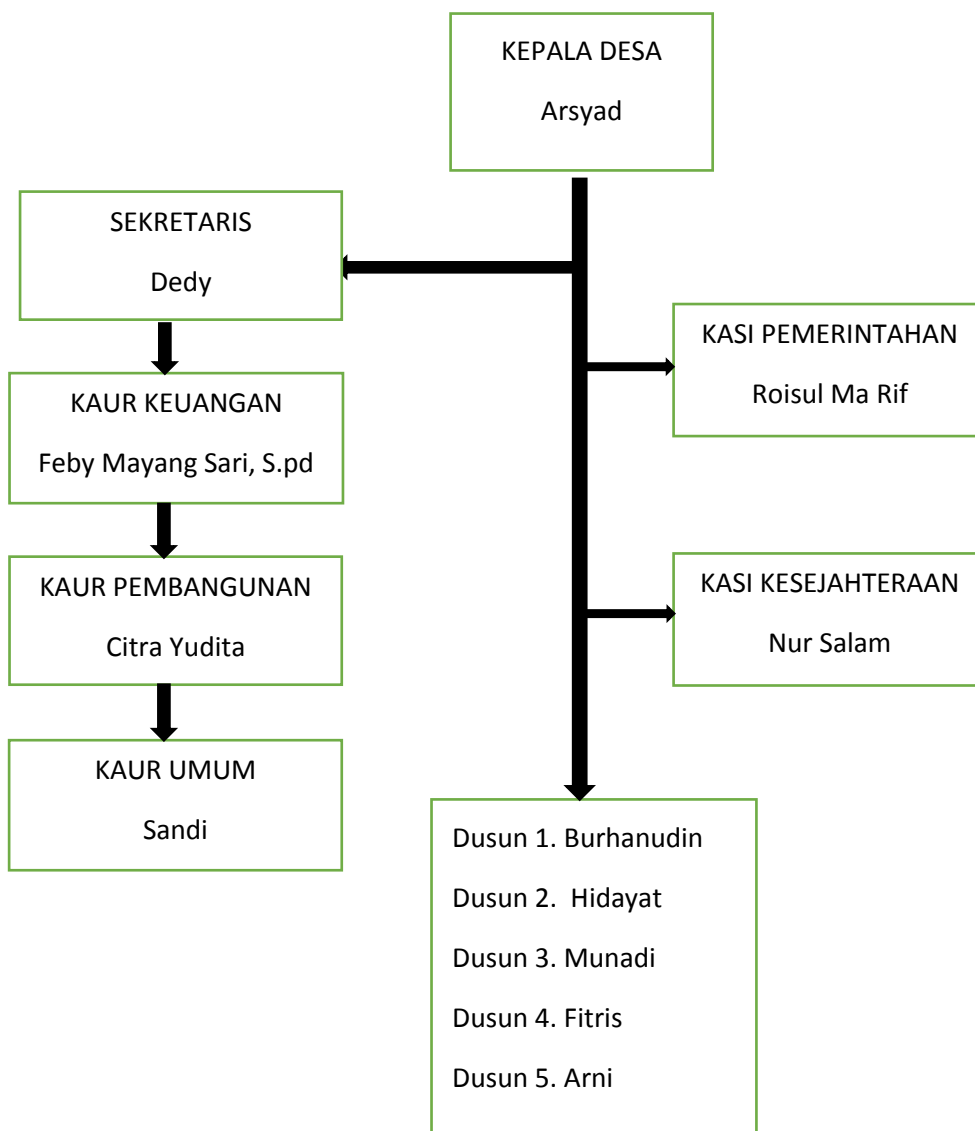 KEPALA DESA
Arsyad
SEKRETARIS
Dedy
KASI PEMERINTAHAN
Roisul Ma Rif
KAUR KEUANGAN
Feby Mayang Sari, S.pd
KAUR PEMBANGUNAN
Citra Yudita
KASI KESEJAHTERAAN
Nur Salam
KAUR UMUM
Sandi
Dusun 1. Burhanudin
Dusun 2.  Hidayat
Dusun 3. Munadi
Dusun 4. Fitris
Dusun 5. Arni